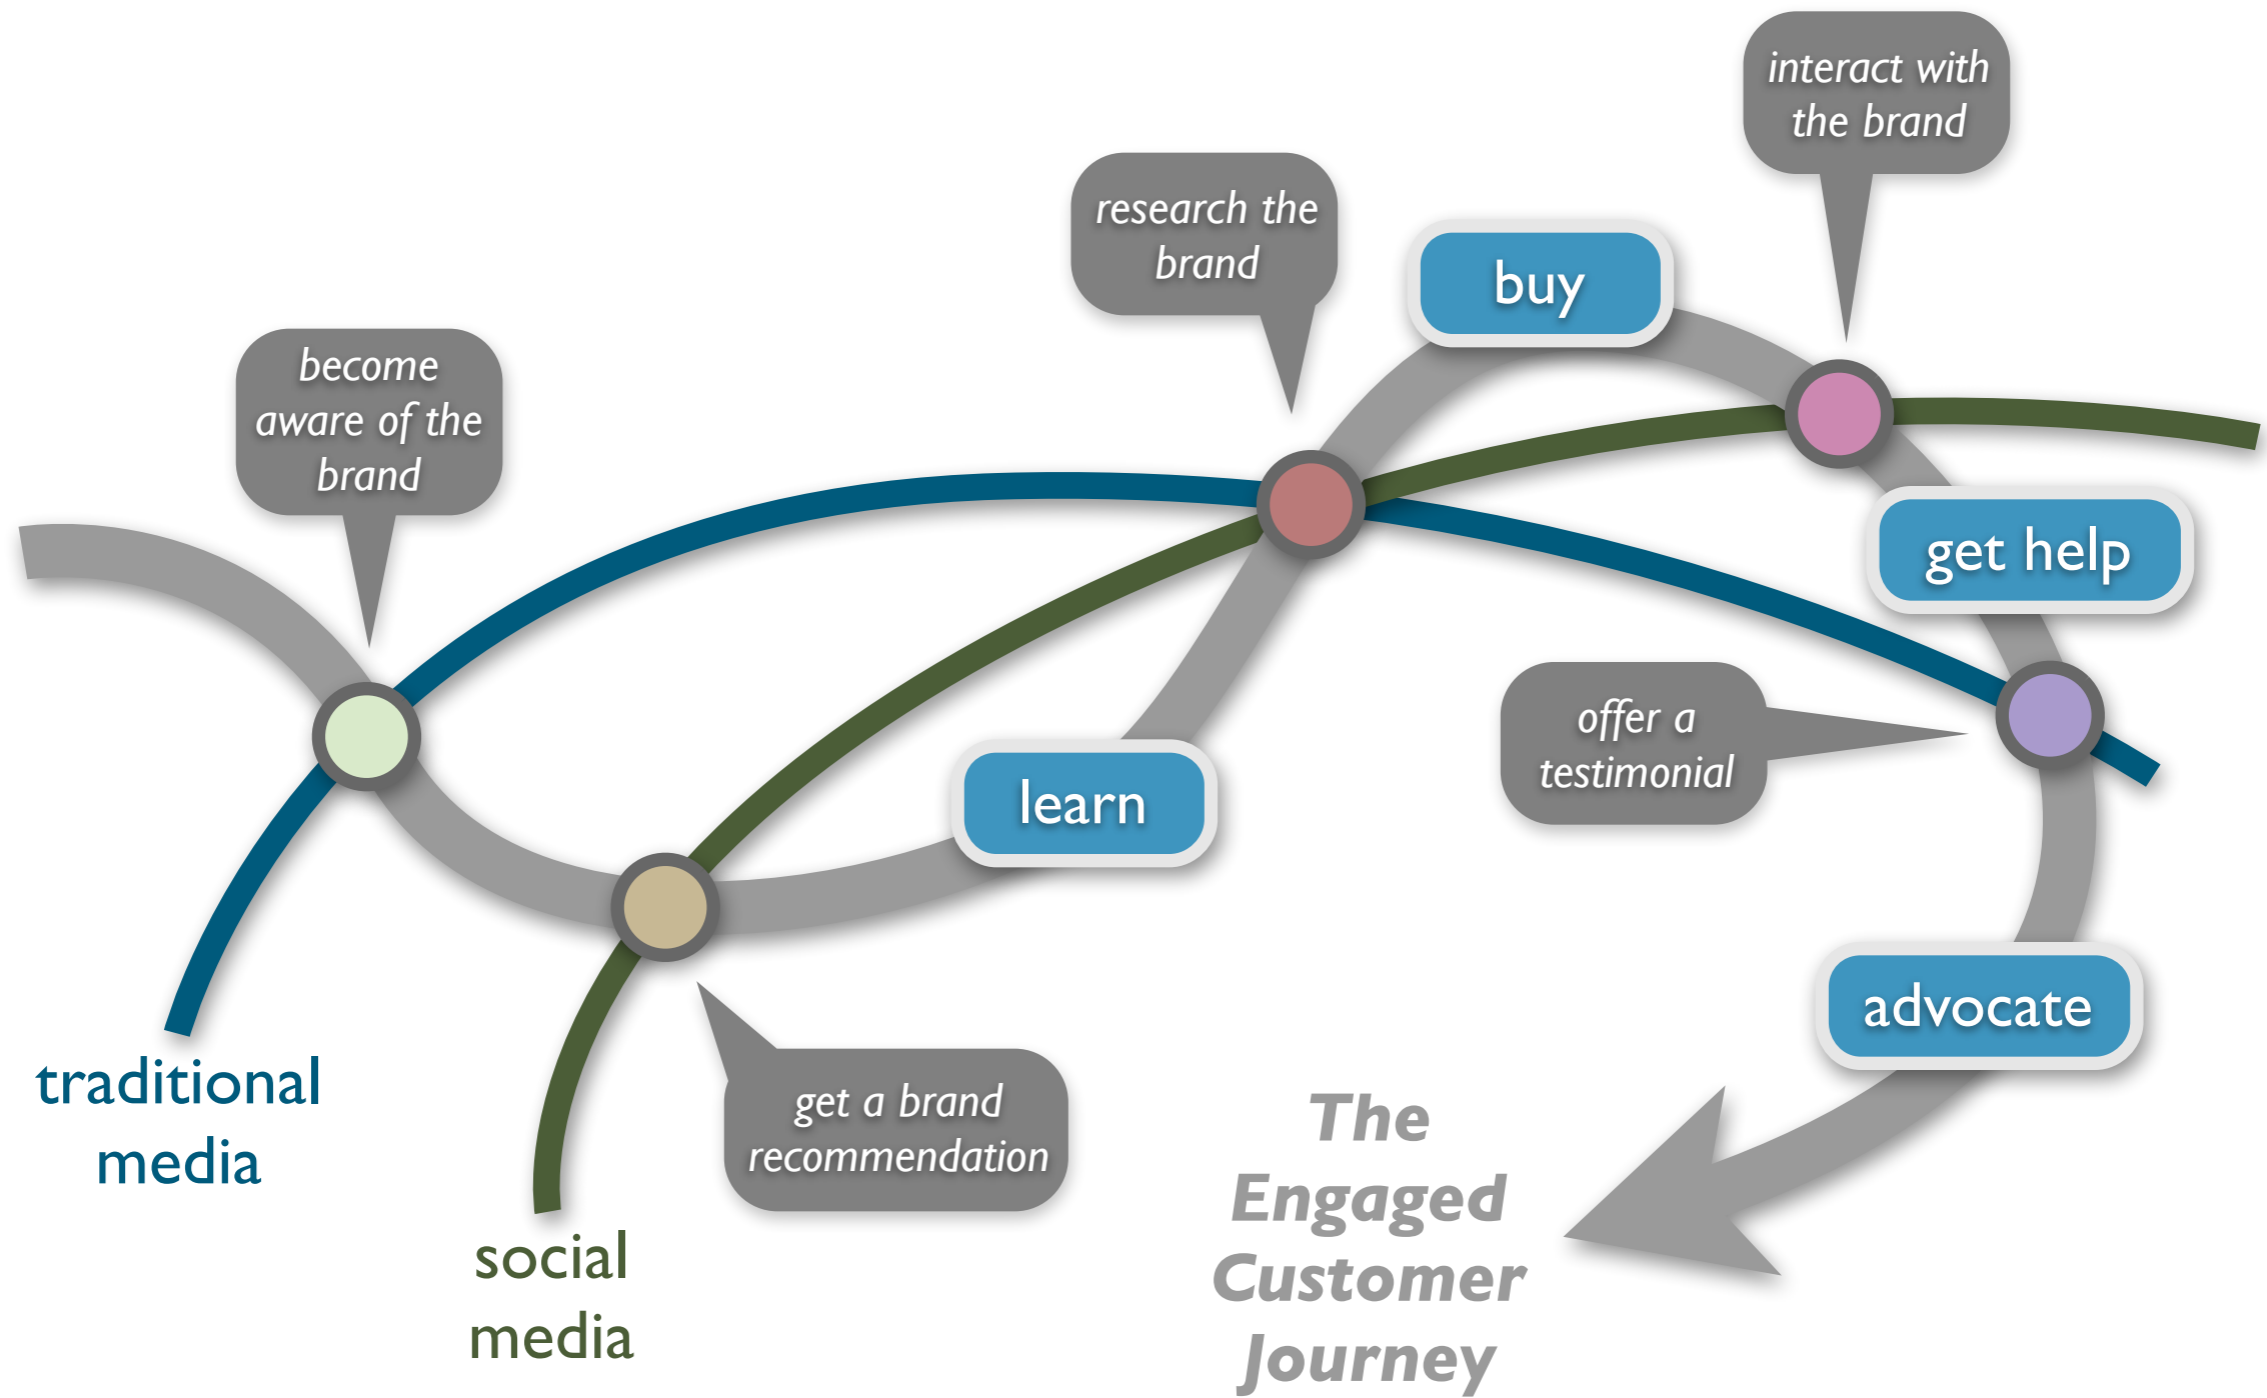 interact with
the brand
research the
brand
buy
become
aware of the
brand
get help
offer a
testimonial
learn
advocate
traditional
media
get a brand
recommendation
social
media
The
Engaged
Customer
Journey